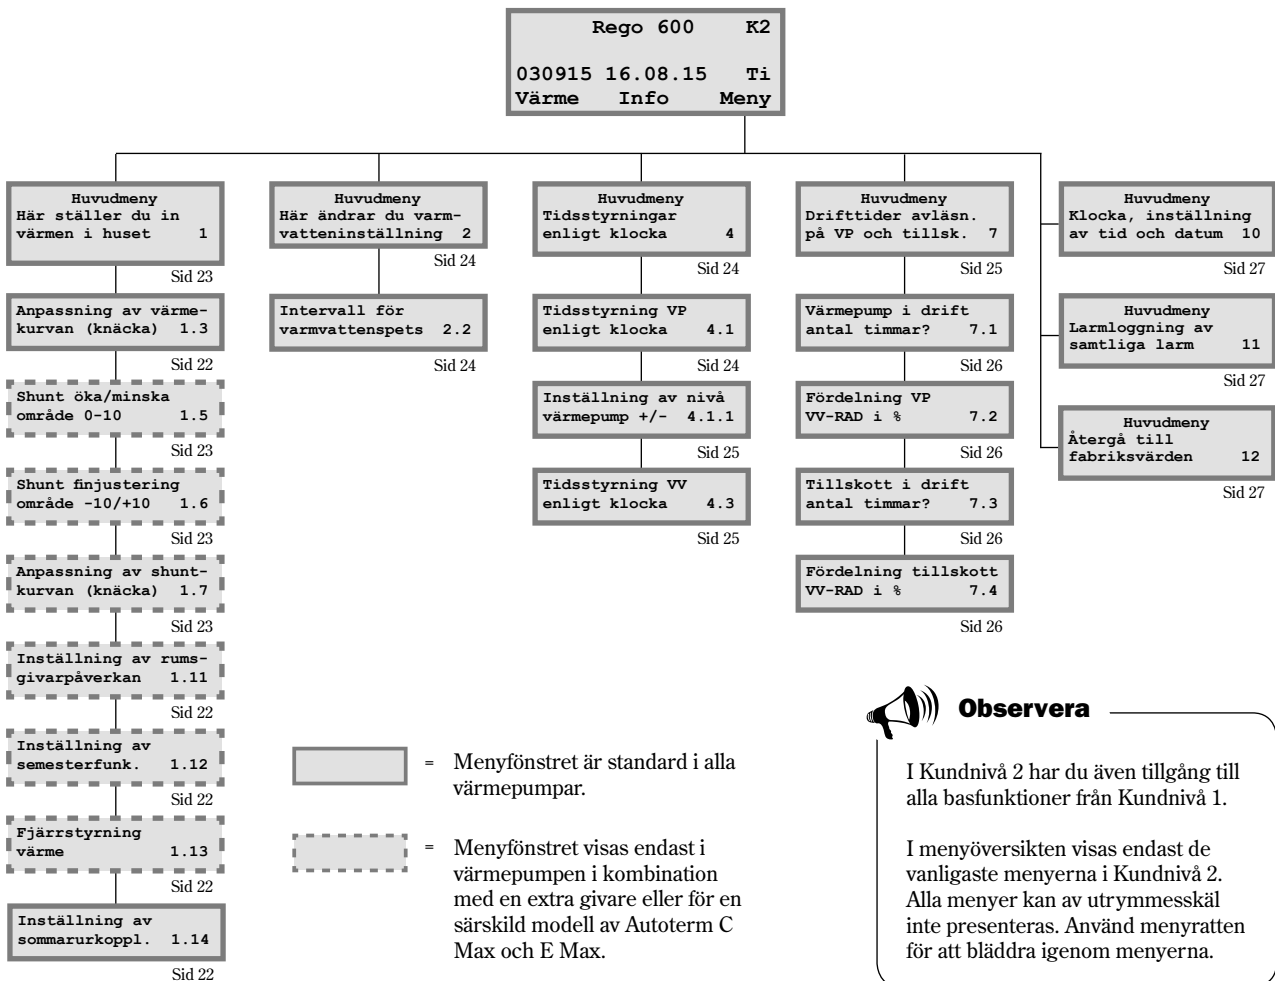 Rego 600 K2
030915 16.08.15 Ti
Värme Info Meny
Huvudmeny
Här ställer du in
värmen i huset 1
Sid 23
Anpassning av värme-
kurvan (knäcka) 1.3
Sid 22
Shunt öka/minska
område 0-10 1.5
Sid 23
Shunt finjustering
område -10/+10 1.6
Sid 23
Anpassning av shunt-
kurvan (knäcka) 1.7
Sid 23
Inställning av rums-
givarpåverkan 1.11
Sid 22
Inställning av
semesterfunk. 1.12
Sid 22
Fjärrstyrning
värme 1.13
Sid 22
Inställning av
sommarurkoppl. 1.14
Sid 22
Huvudmeny
Här ändrar du varm-
vatteninställning 2
Sid 24
Intervall för
varmvattenspets 2.2
Sid 24
Huvudmeny
Tidsstyrningar
enligt klocka 4
Sid 24
Tidsstyrning VP
enligt klocka 4.1
Sid 24
Inställning av nivå
värmepump +/- 4.1.1
Sid 25
Tidsstyrning VV
enligt klocka 4.3
Sid 25
Huvudmeny
Drifttider avläsn.
på VP och tillsk. 7
Sid 25
Värmepump i drift
antal timmar? 7.1
Sid 26
Fördelning VP
VV-RAD i % 7.2
Sid 26
Tillskott i drift
antal timmar? 7.3
Sid 26
Fördelning tillskott
VV-RAD i % 7.4
Sid 26
Huvudmeny
Klocka, inställning
av tid och datum 10
Sid 27
Huvudmeny
Larmloggning av
samtliga larm 11
Sid 27
Huvudmeny
Återgå till
fabriksvärden 12
Sid 27
= Menyfönstret är standard i alla
värmepumpar.
= Menyfönstret visas endast i
värmepumpen i kombination
med en extra givare eller för en
särskild modell av Autoterm C
Max och E Max.
Observera
I Kundnivå 2 har du även tillgång till
alla basfunktioner från Kundnivå 1.
I menyöversikten visas endast de
vanligaste menyerna i Kundnivå 2.
Alla menyer kan av utrymmesskäl
inte presenteras. Använd menyratten
för att bläddra igenom menyerna.